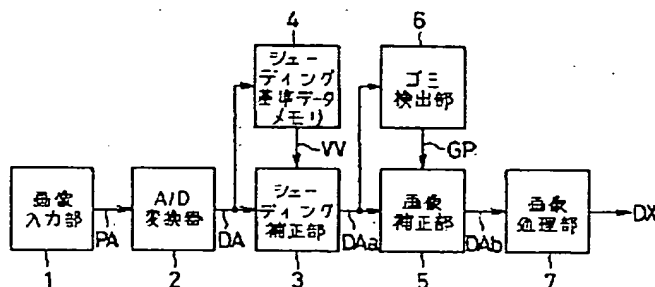 4
6
シェー
ディング
基準データ
メモリ
ゴミ
検出部
VV
GP
画像
入力部
A/D
変換器
シェー
ディング
補正部
画像
補正部
画像
処理部
PA
DA
DAa
DAb
DX
1
2
3
5
7